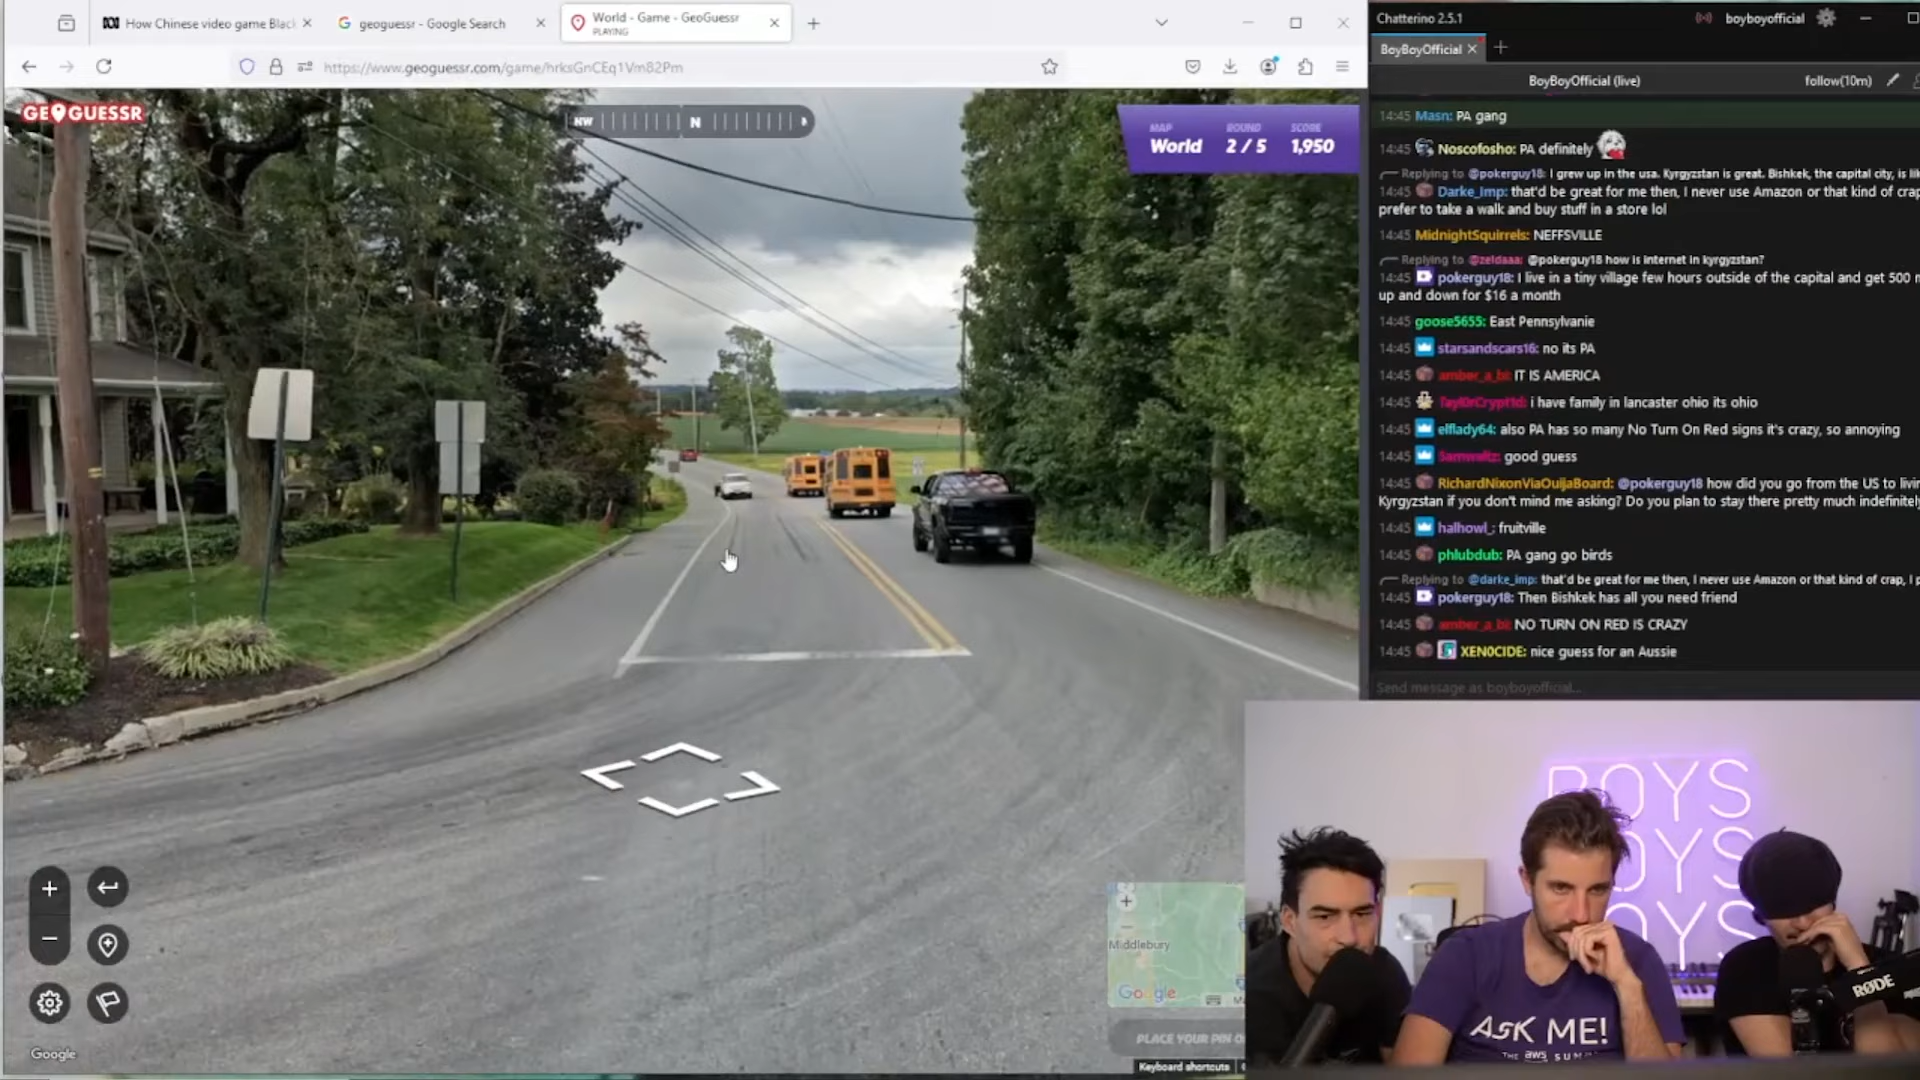 How Chinese video game Black
geoguessr - Google Search
World - Game - GeoGuessr
PLAYING
https://www.geoguessr.com/game/hrksGnCEq1Vm82Pm
GEOGUESSR
NW
N
MAP
World
ROUND
2 / 5
SCORE
1,950
Middlebury
Google
PLACE YOUR PIN O
Keyboard shortcuts
Google
Chatterino 2.5.1
boyboyofficial
BoyBoyOfficial
BoyBoyOfficial (live)
follow(10m)
14:45 Masn: PA gang
14:45 Noscofosho: PA definitely
Replying to @pokerguy18: I grew up in the usa. Kyrgyzstan is great. Bishkek, the capital city, is lik
14:45 Darke_Imp: that'd be great for me then, I never use Amazon or that kind of crap
prefer to take a walk and buy stuff in a store lol
14:45 MidnightSquirrels: NEFFSVILLE
Replying to @zeldaaa: @pokerguy18 how is internet in kyrgyzstan?
14:45 pokerguy18: I live in a tiny village few hours outside of the capital and get 500 m
up and down for $16 a month
14:45 goose5655: East Pennsylvanie
14:45 starsandscars16: no its PA
14:45 amber_a_bi: IT IS AMERICA
14:45 i have family in lancaster ohio its ohio
14:45 elflady64: also PA has so many No Turn On Red signs it's crazy, so annoying
14:45 Samwaltz: good guess
14:45 RichardNixonViaOuijaBoard: @pokerguy18 how did you go from the US to livin
Kyrgyzstan if you don't mind me asking? Do you plan to stay there pretty much indefinitely
14:45 halhowl_: fruitville
14:45 phlubdub: PA gang go birds
Replying to @darke_imp: that'd be great for me then, I never use Amazon or that kind of crap, I p
14:45 pokerguy18: Then Bishkek has all you need friend
14:45 amber_a_bi: NO TURN ON RED IS CRAZY
14:45 XEN0CIDE: nice guess for an Aussie
Send message as boyboyofficial...
BOYS
BOYS
BOYS
ASK ME!
THE aws SUMM
RØDE